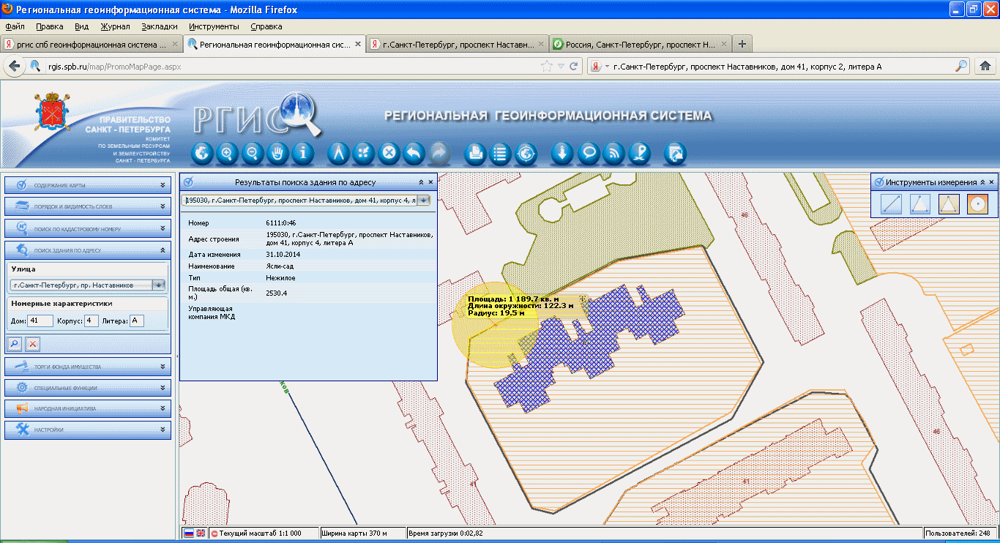 Региональная геоинформационная система - Mozilla Firefox
Файл Правка Вид Журнал Закладки Инструменты Справка
ргис спб геоинформационная система ...
Региональная геоинформационная сис...
г.Санкт-Петербург, проспект Наставн...
Россия, Санкт-Петербург, проспект Н...
rgis.spb.ru/map/PromoMapPage.aspx
г.Санкт-Петербург, проспект Наставников, дом 41, корпус 2, литера А
ПРАВИТЕЛЬСТВО
САНКТ - ПЕТЕРБУРГА
КОМИТЕТ
ПО ЗЕМЕЛЬНЫМ РЕСУРСАМ
И ЗЕМЛЕУСТРОЙСТВУ
САНКТ - ПЕТЕРБУРГА
РГИС
РЕГИОНАЛЬНАЯ ГЕОИНФОРМАЦИОННАЯ СИСТЕМА
СОДЕРЖАНИЕ КАРТЫ
ПОРЯДОК И ВИДИМОСТЬ СЛОЕВ
ПОИСК ПО КАДАСТРОВОМУ НОМЕРУ
ПОИСК ЗДАНИЯ ПО АДРЕСУ
Улица
г.Санкт-Петербург, пр. Наставников
Номерные характеристики
Дом: 41 Корпус: 4 Литера: А
ТОРГИ ФОНДА ИМУЩЕСТВА
СПЕЦИАЛЬНЫЕ ФУНКЦИИ
НАРОДНАЯ ИНИЦИАТИВА
НАСТРОЙКИ
Результаты поиска здания по адресу
195030, г.Санкт-Петербург, проспект Наставников, дом 41, корпус 4, л
Номер 6111:0:46
Адрес строения 195030, г.Санкт-Петербург, проспект Наставников,
дом 41, корпус 4, литера А
Дата изменения 31.10.2014
Наименование Ясли-сад
Тип Нежилое
Площадь общая (кв.
м.) 2530.4
Управляющая
компания МКД
Инструменты измерения
46
Площадь: 1 189.7 кв. м
Длина окружности: 122.3 м
Радиус: 19.5 м
ков
46
41
41
Текущий масштаб 1:1 000
Ширина карты 370 м
Время загрузки 0:02,82
Пользователей: 248